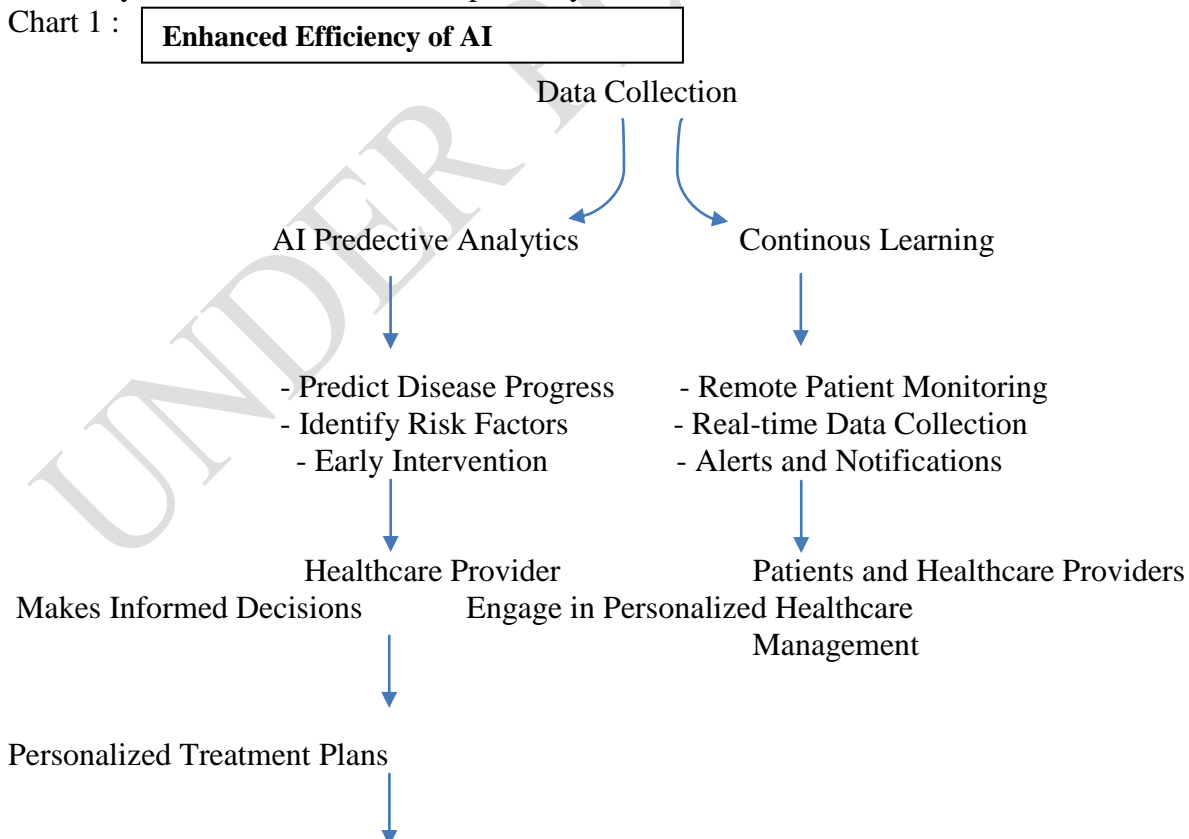 Chart 1 :
Enhanced Efficiency of AI
Data Collection
AI Predective Analytics Continous Learning
- Predict Disease Progress - Remote Patient Monitoring
- Identify Risk Factors - Real-time Data Collection
- Early Intervention - Alerts and Notifications
Healthcare Provider Patients and Healthcare Providers
Makes Informed Decisions Engage in Personalized Healthcare
Management
Personalized Treatment Plans
UNDER